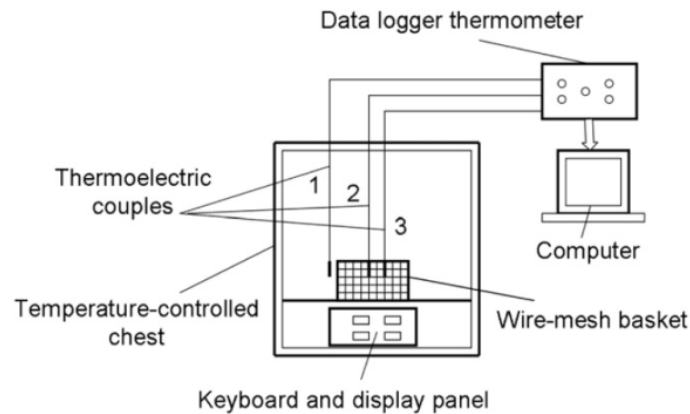 Data logger thermometer
Thermoelectric
couples
1
2
3
Computer
Temperature-controlled
chest
Wire-mesh basket
Keyboard and display panel